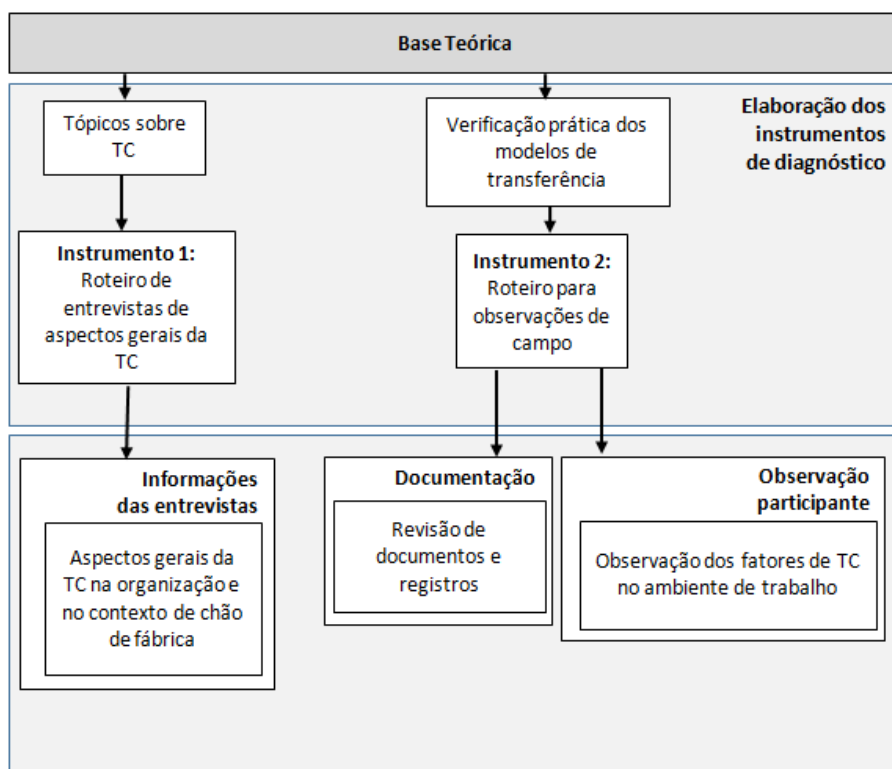 Base Teórica
Elaboração dos
instrumentos
de diagnóstico
Tópicos sobre
TC
Verificação prática dos
modelos de
transferência
Instrumento 1:
Roteiro de
entrevistas de
aspectos gerais da
TC
Instrumento 2:
Roteiro para
observações de
campo
Informações
das entrevistas
Aspectos gerais da
TC na organização e
no contexto de chão
de fábrica
Documentação
Revisão de
documentos e
registros
Observação
participante
Observação dos fatores de TC
no ambiente de trabalho